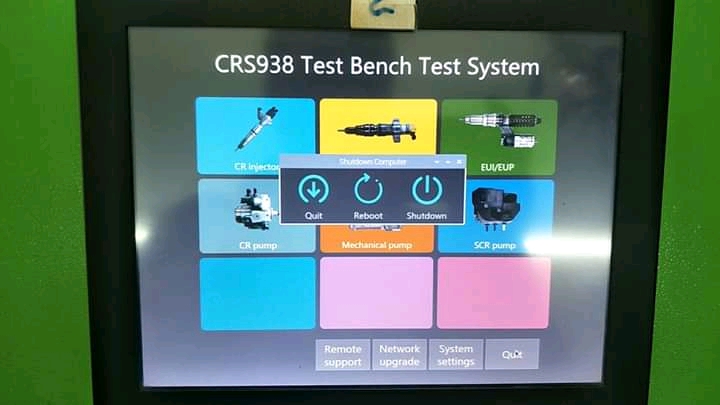 CRS938 Test Bench Test System
CR injector
EUI/EUP
Shutdown Computer
Quit
Reboot
Shutdown
CR pump
Mechanical pump
SCR pump
Remote
support
Network
upgrade
System
settings
Quit